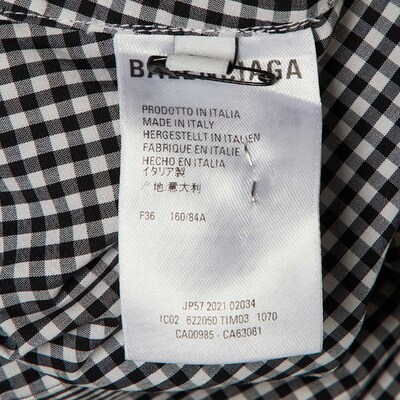 BALENCIAGA
PRODOTTO IN ITALIA
MADE IN ITALY
HERGESTELLT IN ITALIEN
FABRIQUE EN ITALIE
HECHO EN ITALIA
イタリア製
产地:意大利
F36 160/84A
JP57 2021 02034
1C02 622050 TIM03 1070
CA00985 - CA63081